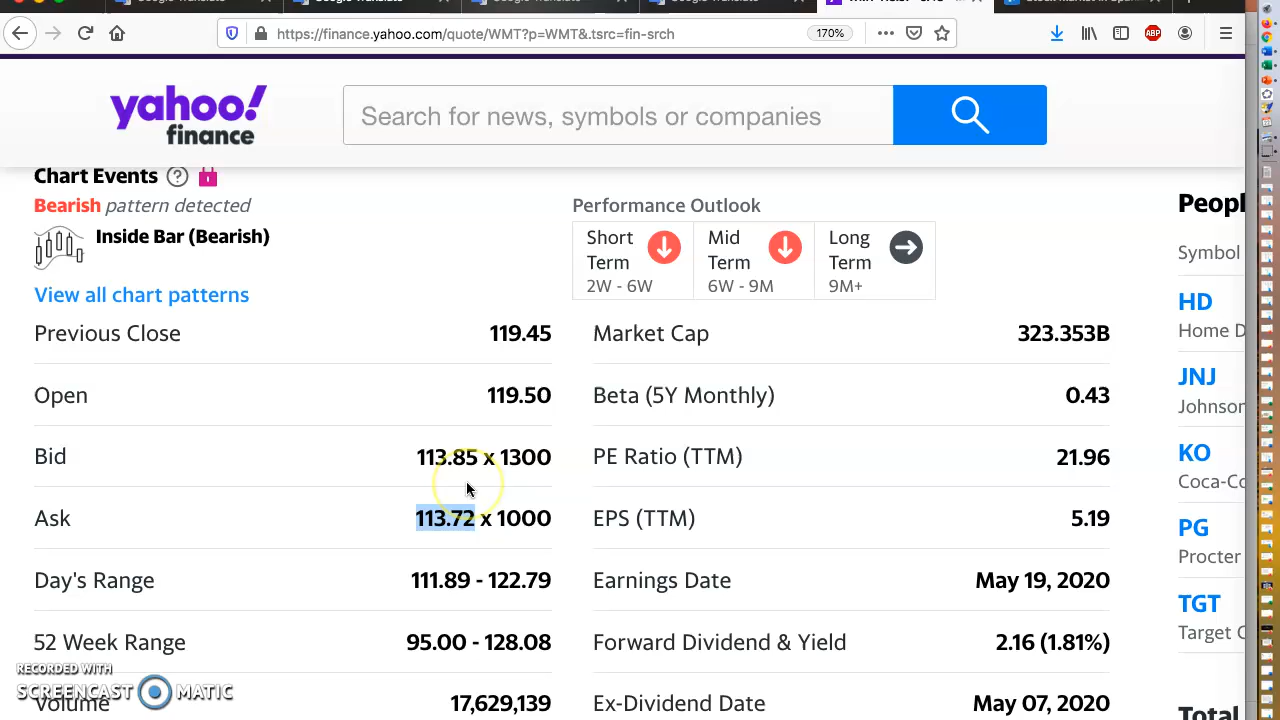 https://finance.yahoo.com/quote/WMT?p=WMT&.tsrc=fin-srch
170%
ABP
yahoo!
finance
Search for news, symbols or companies
Chart Events ?
Bearish pattern detected
Inside Bar (Bearish)
View all chart patterns
Performance Outlook
Short Term
2W - 6W
Mid Term
6W - 9M
Long Term
9M+
Previous Close 119.45
Open 119.50
Bid 113.85 x 1300
Ask 113.72 x 1000
Day's Range 111.89 - 122.79
52 Week Range 95.00 - 128.08
Volume 17,629,139
Market Cap 323.353B
Beta (5Y Monthly) 0.43
PE Ratio (TTM) 21.96
EPS (TTM) 5.19
Earnings Date May 19, 2020
Forward Dividend & Yield 2.16 (1.81%)
Ex-Dividend Date May 07, 2020
Peopl
Symbol
HD
Home D
JNJ
Johnsor
KO
Coca-Co
PG
Procter
TGT
Target C
Total
RECORDED WITH
SCREENCAST MATIC